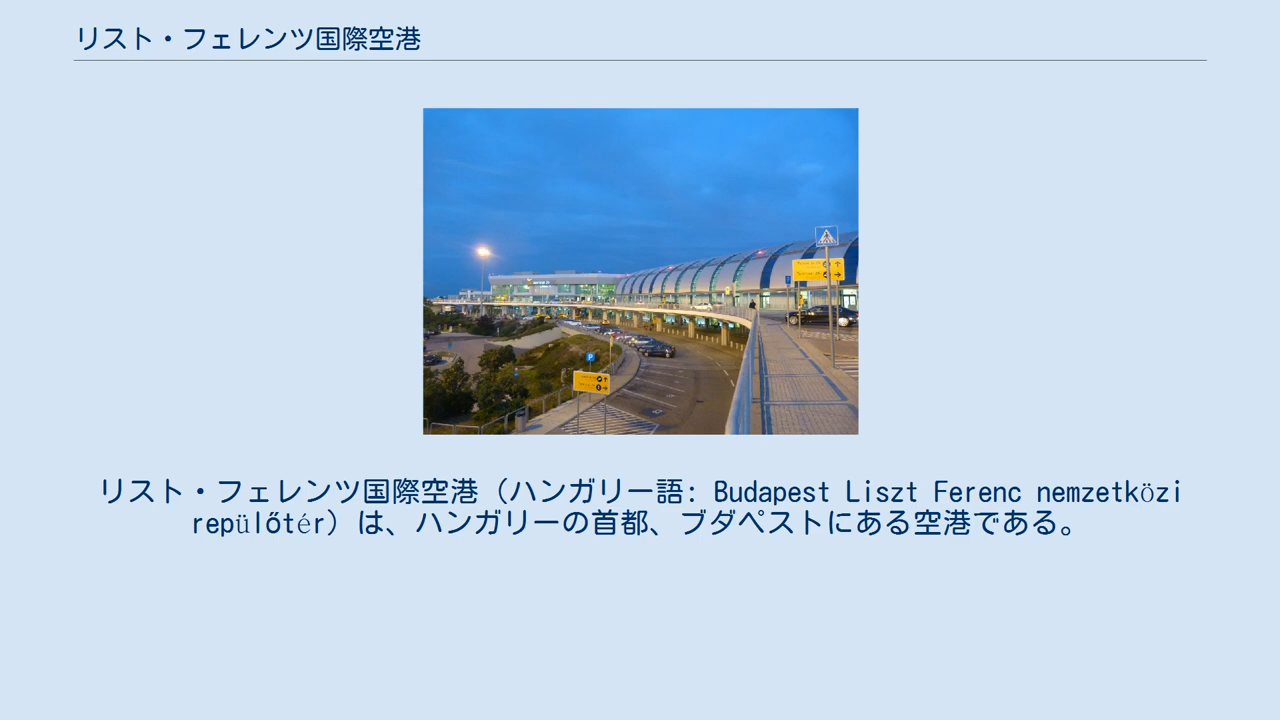 リスト・フェレンツ国際空港
P
リスト・フェレンツ国際空港（ハンガリー語: Budapest Liszt Ferenc nemzetközi
repülőtér）は、ハンガリーの首都、ブダペストにある空港である。